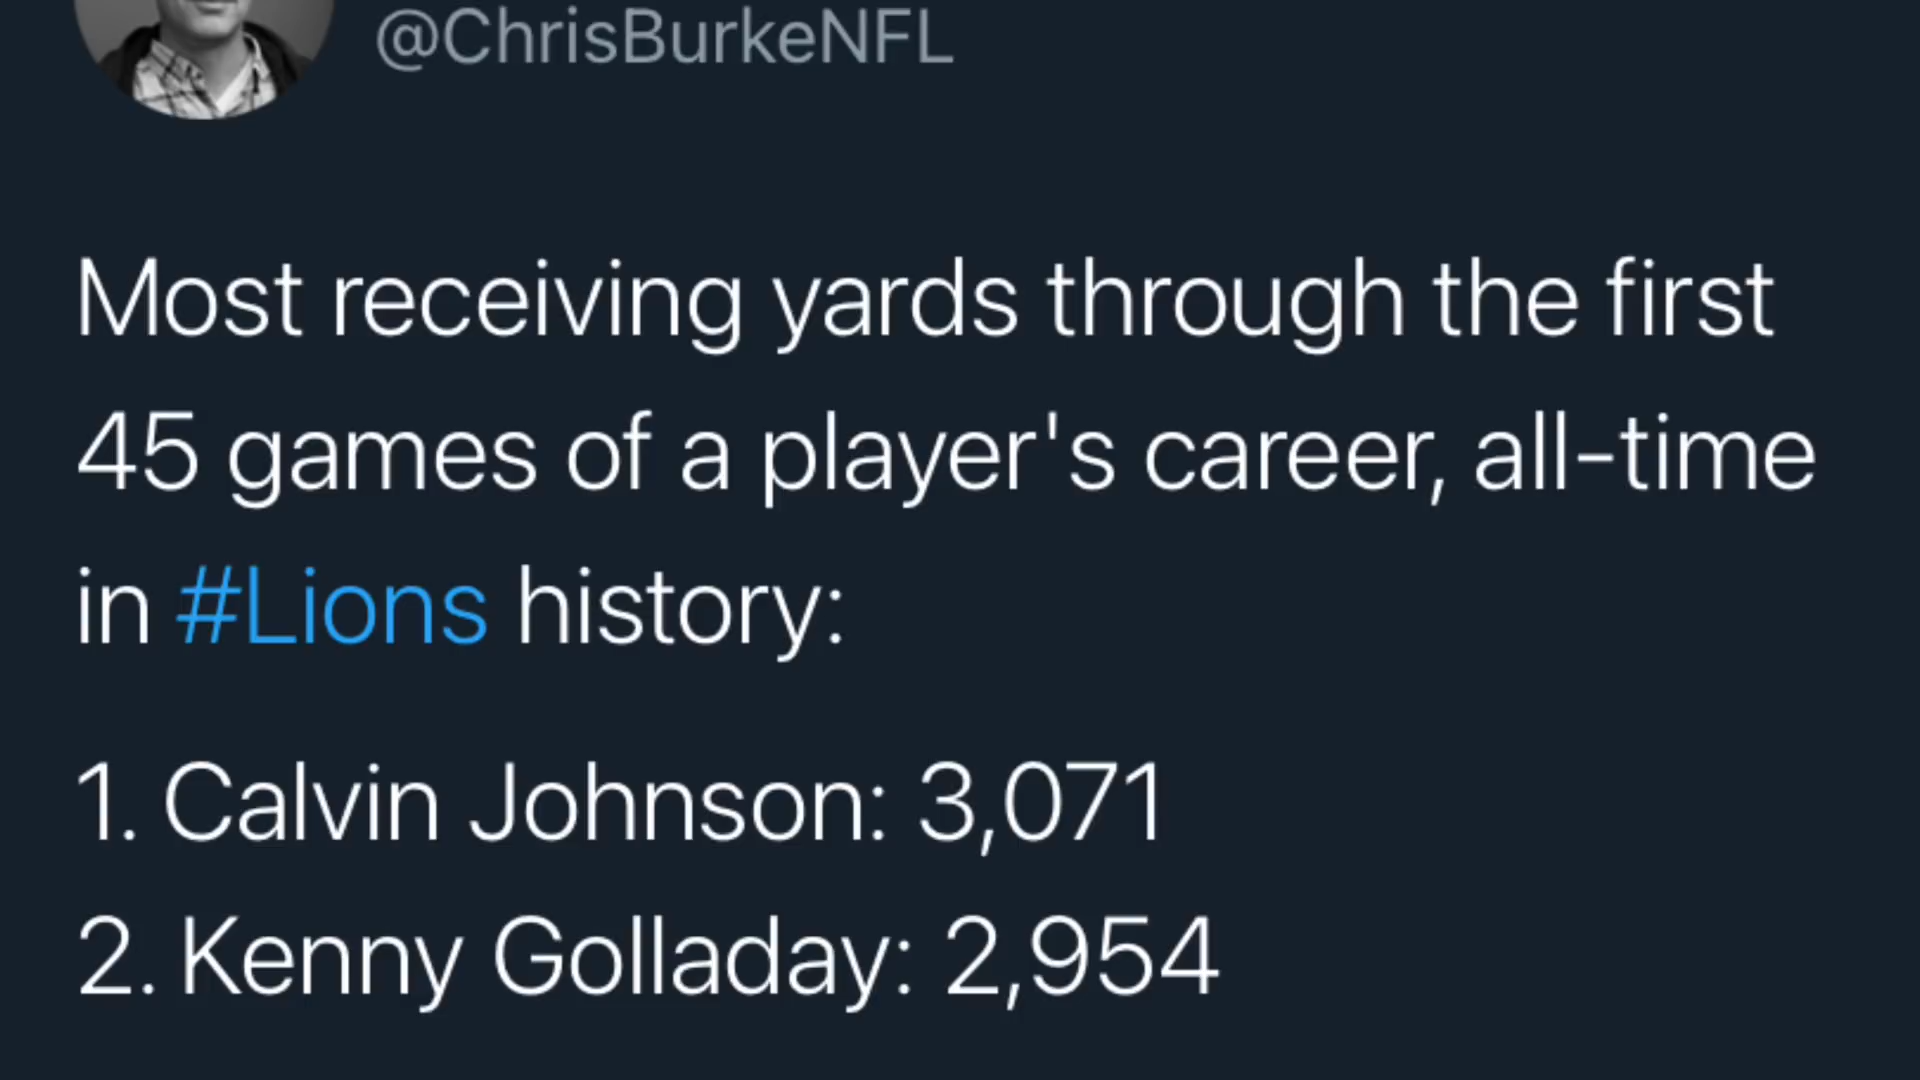 @ChrisBurkeNFL
Most receiving yards through the first
45 games of a player's career, all-time
in #Lions history:
1. Calvin Johnson: 3,071
2. Kenny Golladay: 2,954